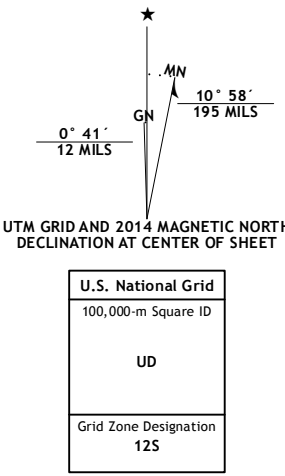 ★
MN
GN
10° 58´
195 MILS
0° 41´
12 MILS
UTM GRID AND 2014 MAGNETIC NORTH
DECLINATION AT CENTER OF SHEET
U.S. National Grid
100,000-m Square ID
UD
Grid Zone Designation
12S